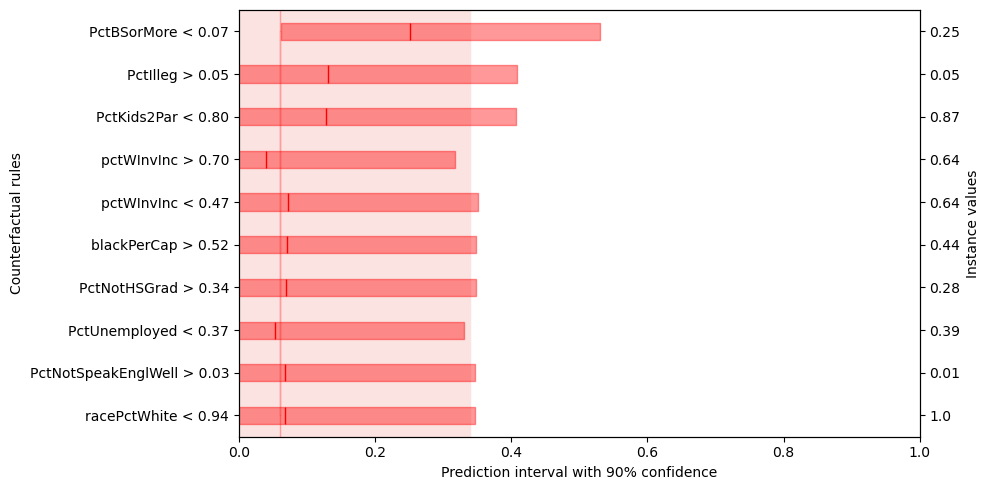 PctBSorMore < 0.07 0.25
PctIlleg > 0.05 0.05
PctKids2Par < 0.80 0.87
pctWInvInc > 0.70 0.64
pctWInvInc < 0.47 0.64
blackPerCap > 0.52 0.44
PctNotHSGrad > 0.34 0.28
PctUnemployed < 0.37 0.39
PctNotSpeakEnglWell > 0.03 0.01
racePctWhite < 0.94 1.0
Counterfactual rules
Instance values
0.0 0.2 0.4 0.6 0.8 1.0
Prediction interval with 90% confidence